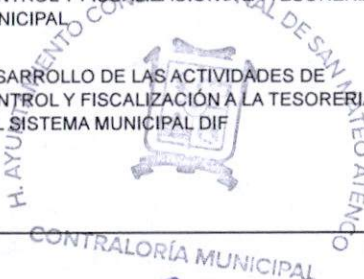 NICIPAL
SARROLLO DE LAS ACTIVIDADES DE
NTROL Y FISCALIZACIÓN A LA TESORERI
L SISTEMA MUNICIPAL DIF
H. AYUNTAMIENTO CONSTITUCIONAL DE SAN MATEO ATENCO
CONTRALORÍA MUNICIPAL